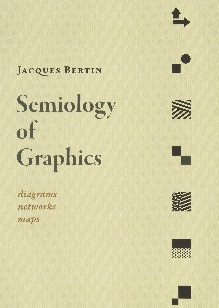 Jacques Bertin
Semiology
of
Graphics
diagrams
networks
maps